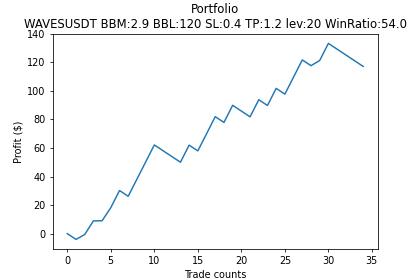 Portfolio
WAVESUSDT BBM:2.9 BBL:120 SL:0.4 TP:1.2 lev:20 WinRatio:54.0
140
120
100
80
60
40
20
0
Profit ($)
0 5 10 15 20 25 30 35
Trade counts